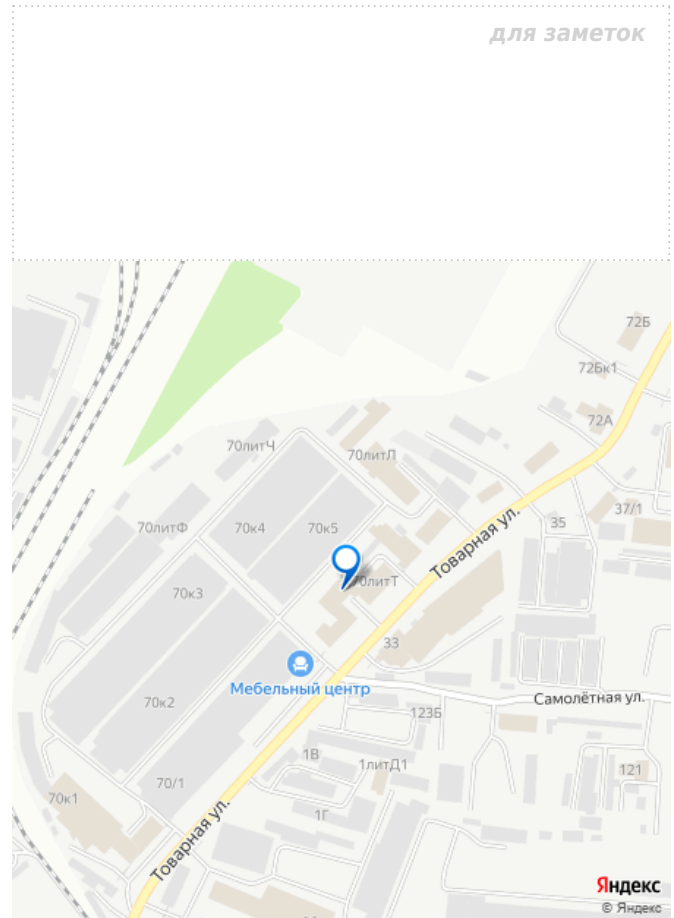 для заметок
72Б
72Бк1
72А
70литЧ
70литЛ
37/1
35
70литФ
70к4
70к5
Товарная ул.
70литТ
70к3
33
Мебельный центр
Самолётная ул.
70к2
123Б
1В
1литД1
121
70/1
70к1
1Г
Товарная ул.
Яндекс
© Яндекс